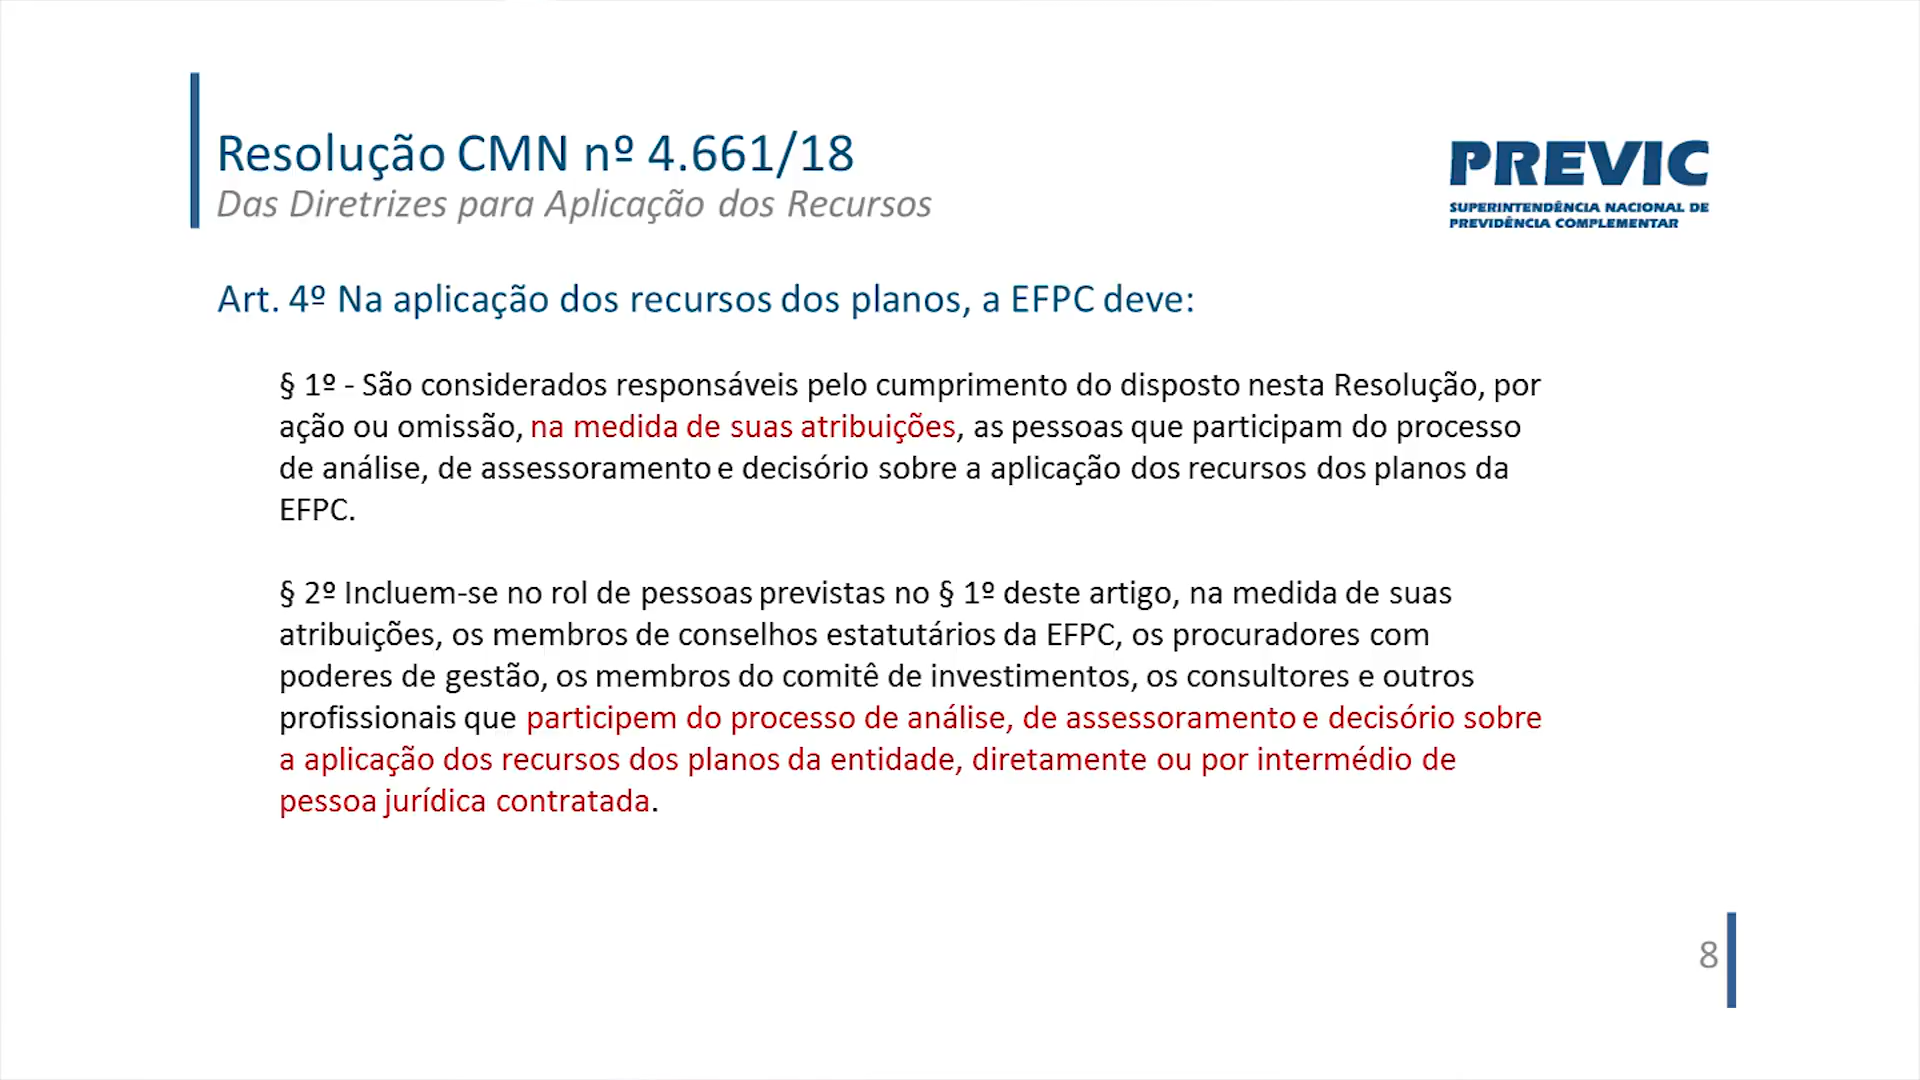 Resolução CMN nº 4.661/18
Das Diretrizes para Aplicação dos Recursos
PREVIC
SUPERINTENDÊNCIA NACIONAL DE
PREVIDÊNCIA COMPLEMENTAR
Art. 4º Na aplicação dos recursos dos planos, a EFPC deve:
§ 1º - São considerados responsáveis pelo cumprimento do disposto nesta Resolução, por
ação ou omissão, na medida de suas atribuições, as pessoas que participam do processo
de análise, de assessoramento e decisório sobre a aplicação dos recursos dos planos da
EFPC.
§ 2º Incluem-se no rol de pessoas previstas no § 1º deste artigo, na medida de suas
atribuições, os membros de conselhos estatutários da EFPC, os procuradores com
poderes de gestão, os membros do comitê de investimentos, os consultores e outros
profissionais que participem do processo de análise, de assessoramento e decisório sobre
a aplicação dos recursos dos planos da entidade, diretamente ou por intermédio de
pessoa jurídica contratada.
8